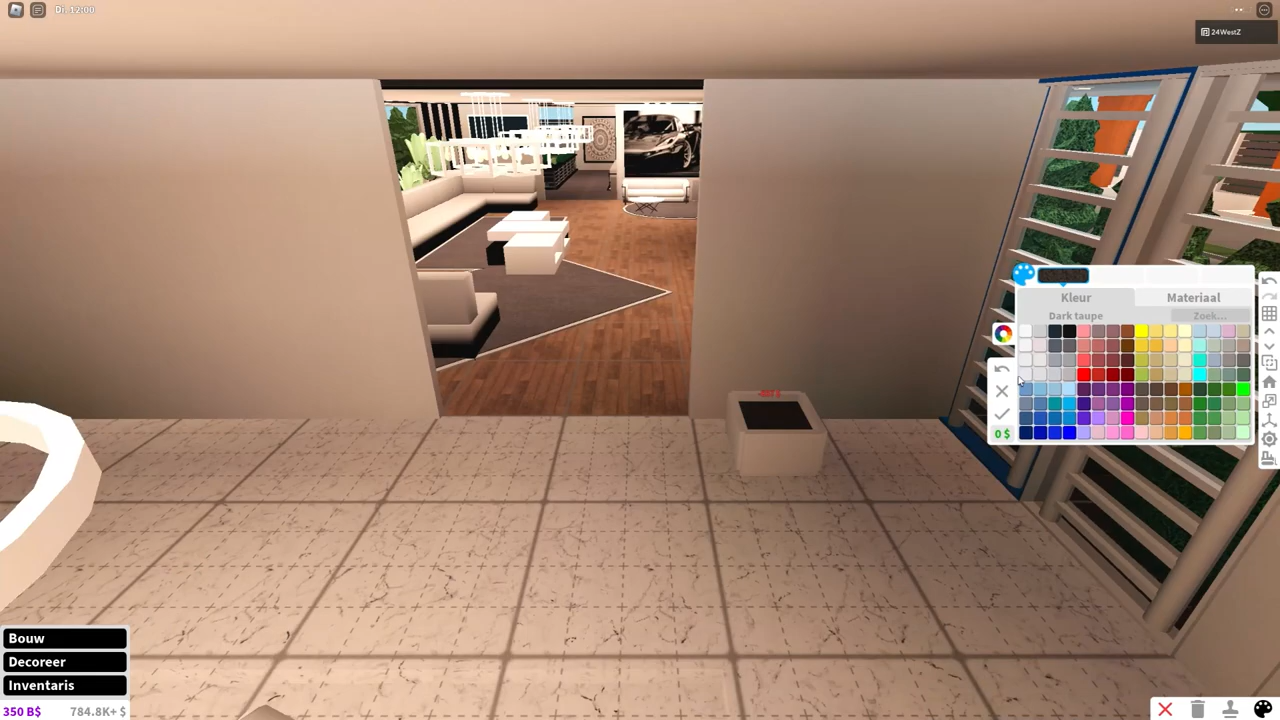 Di, 12:00
24WestZ
Kleur
Materiaal
Dark taupe
Zoek...
0 $
Bouw
Decoreer
Inventaris
350 B$
784.8K+ $